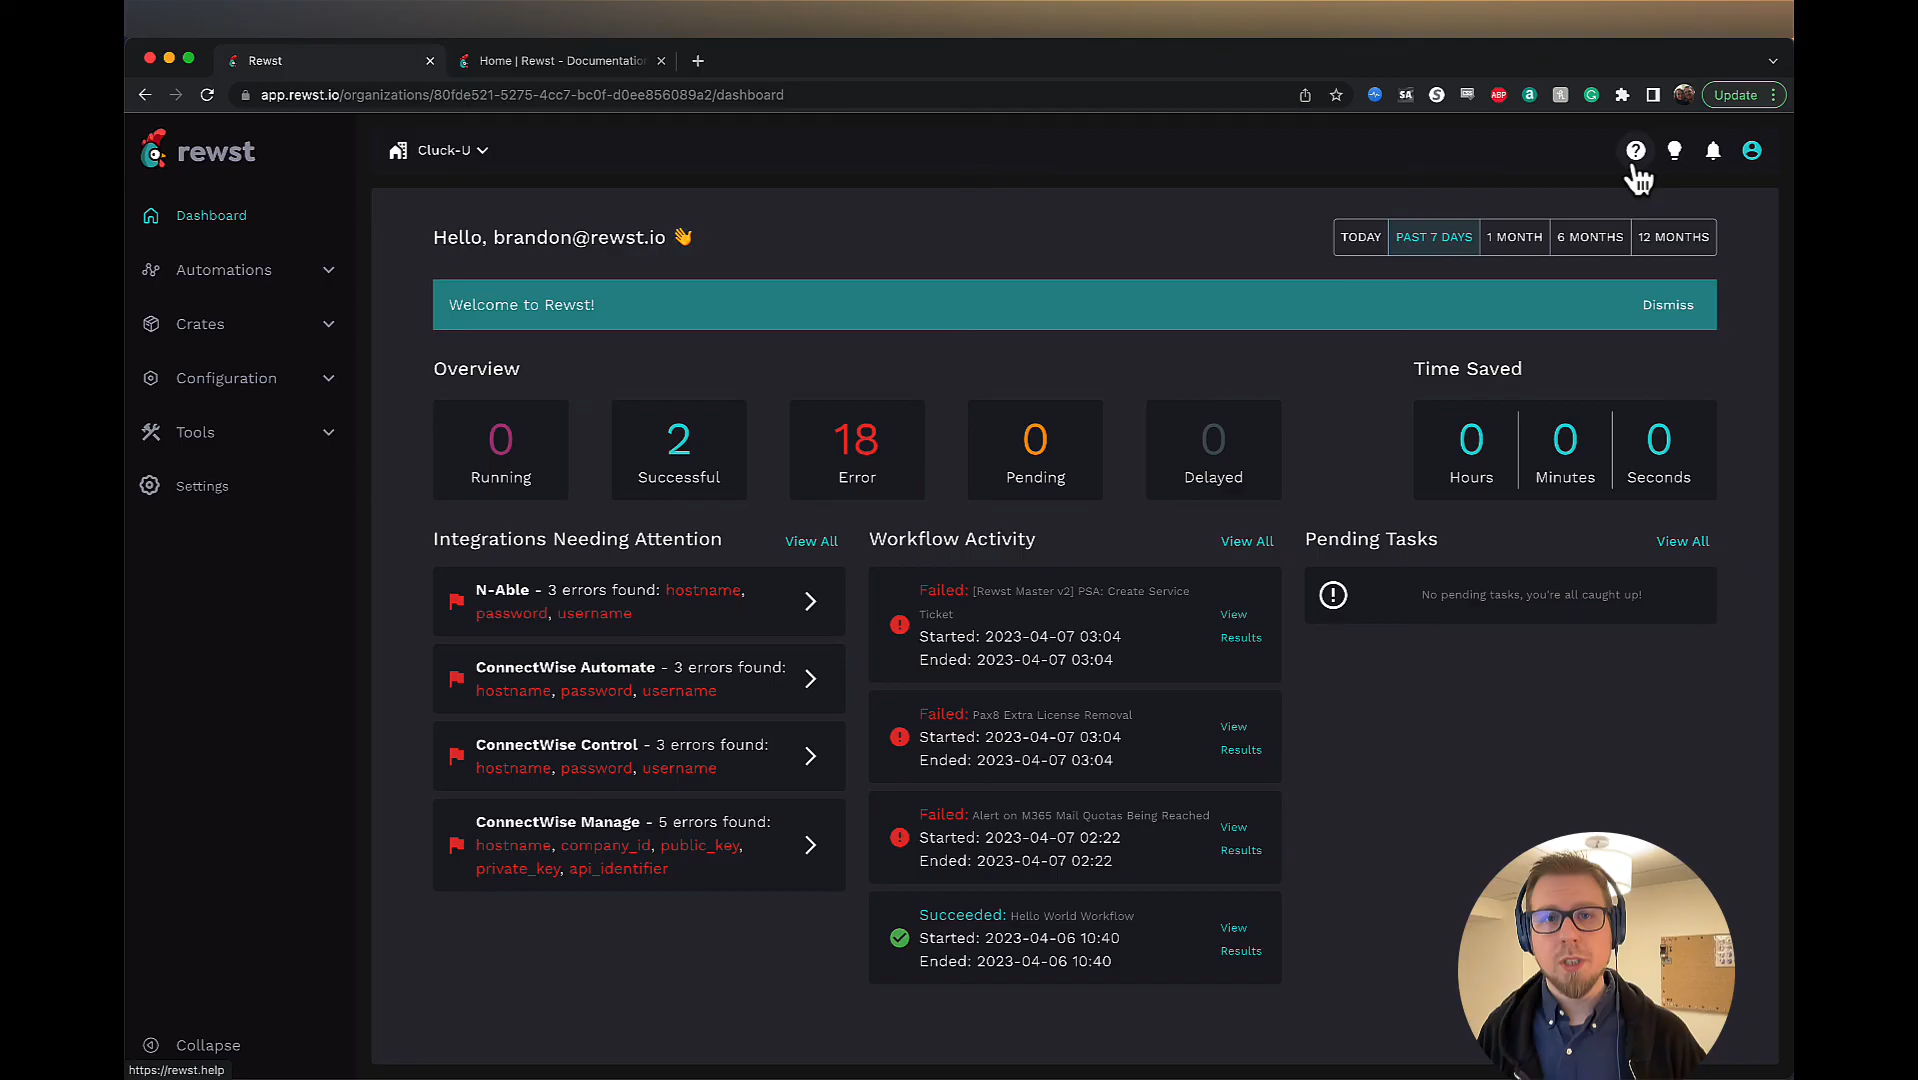 Rewst
Home | Rewst - Documentatio
app.rewst.io/organizations/80fde521-5275-4cc7-bc0f-d0ee856089a2/dashboard
SA
ABP
Update
rewst
Cluck-U
Dashboard
Automations
Crates
Configuration
Tools
Settings
Collapse
https://rewst.help
Hello, brandon@rewst.io 👋
TODAY
PAST 7 DAYS
1 MONTH
6 MONTHS
12 MONTHS
Welcome to Rewst!
Dismiss
Overview
0
Running
2
Successful
18
Error
0
Pending
0
Delayed
Time Saved
0
Hours
0
Minutes
0
Seconds
Integrations Needing Attention
View All
N-Able - 3 errors found: hostname,
password, username
ConnectWise Automate - 3 errors found:
hostname, password, username
ConnectWise Control - 3 errors found:
hostname, password, username
ConnectWise Manage - 5 errors found:
hostname, company_id, public_key,
private_key, api_identifier
Workflow Activity
View All
Failed: [Rewst Master v2] PSA: Create Service
Ticket
Started: 2023-04-07 03:04
Ended: 2023-04-07 03:04
View
Results
Failed: Pax8 Extra License Removal
Started: 2023-04-07 03:04
Ended: 2023-04-07 03:04
View
Results
Failed: Alert on M365 Mail Quotas Being Reached
Started: 2023-04-07 02:22
Ended: 2023-04-07 02:22
View
Results
Succeeded: Hello World Workflow
Started: 2023-04-06 10:40
Ended: 2023-04-06 10:40
View
Results
Pending Tasks
View All
No pending tasks, you're all caught up!